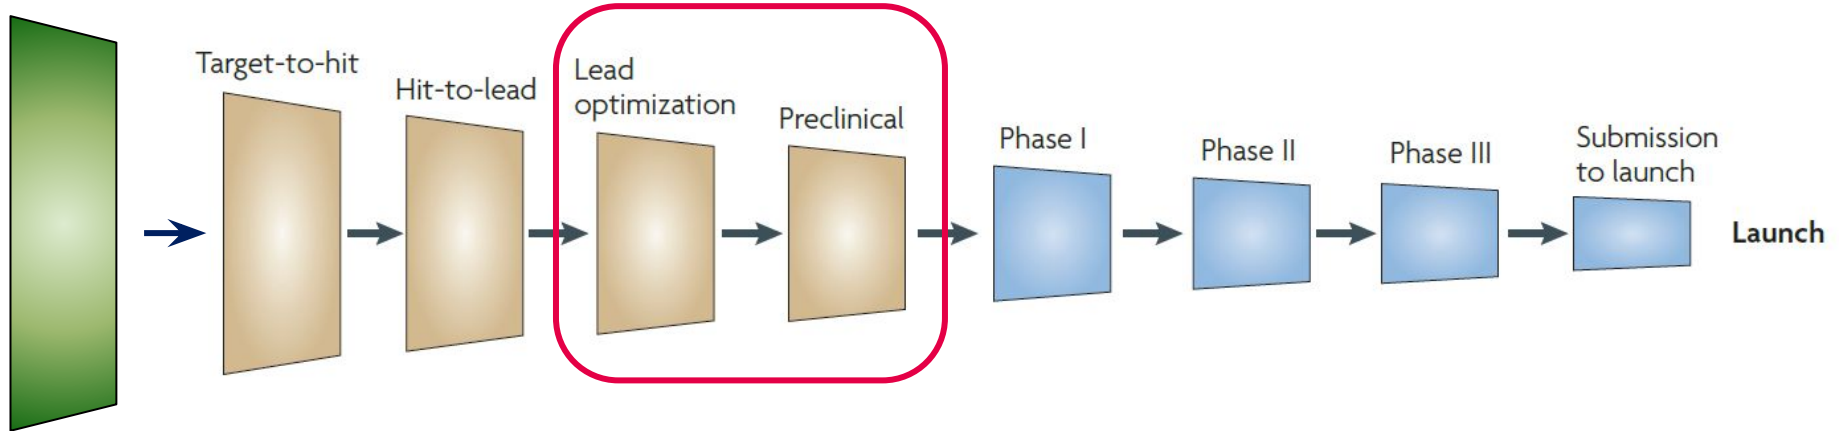 Target-to-hit
Hit-to-lead
Lead
optimization
Preclinical
Phase I
Phase II
Phase III
Submission
to launch
Launch